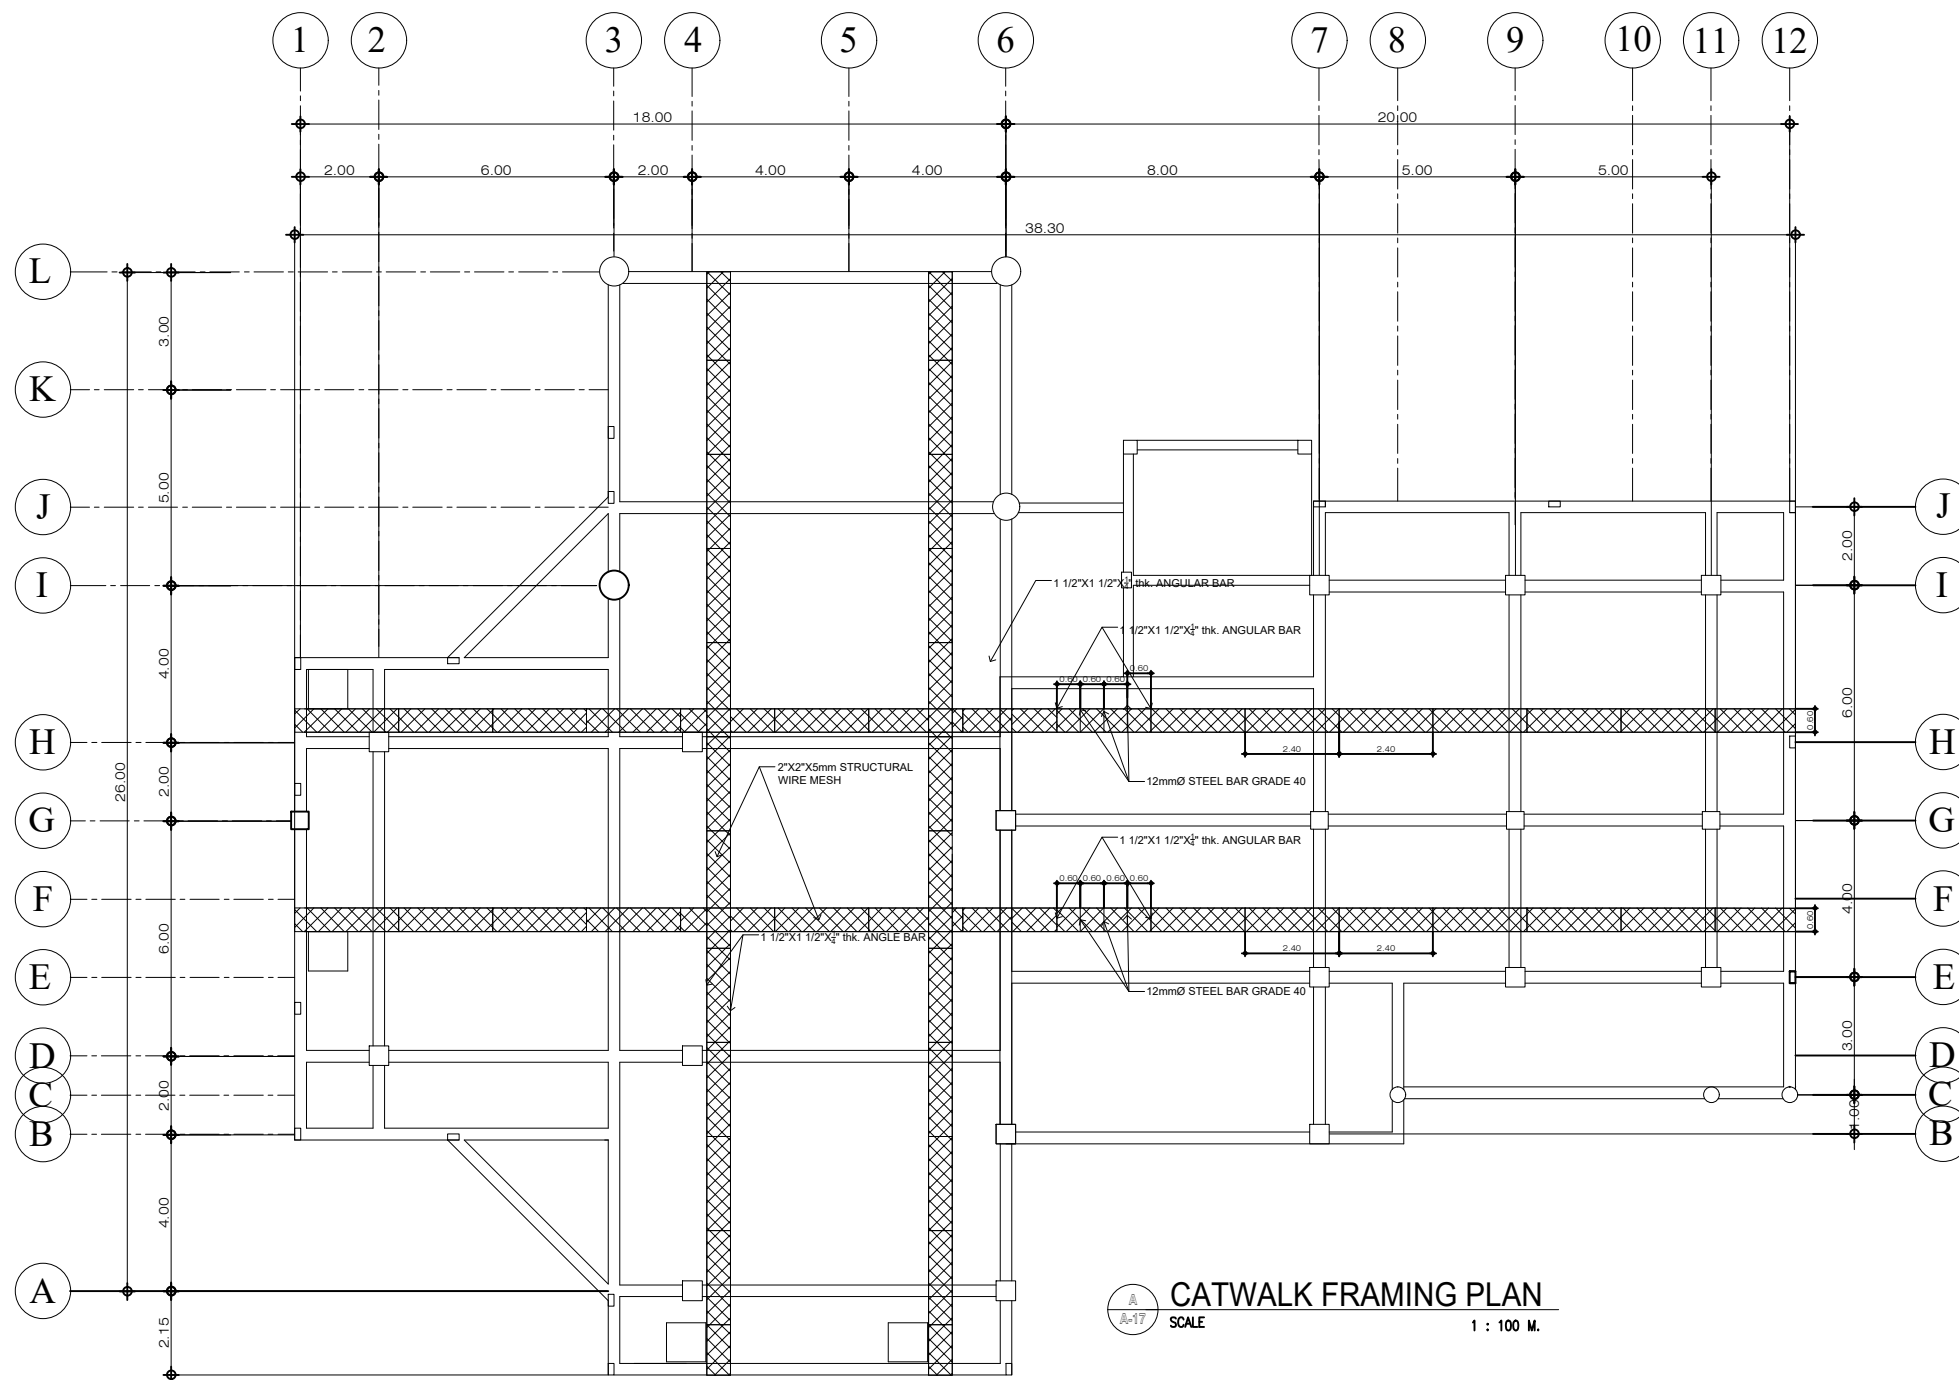 1 2 3 4 5 6 7 8 9 10 11 12
18.00 20.00
2.00 6.00 2.00 4.00 4.00 8.00 5.00 5.00
38.30
L
3.00
K
5.00
J J
2.00
I I
1 1/2"X1 1/2"X1/4" thk. ANGULAR BAR
1 1/2"X1 1/2"X1/4" thk. ANGULAR BAR
4.00
0.60
0.60 0.60 0.60
6.00
0.60
H H
2.40 2.40
26.00
2.00
2"X2"X5mm STRUCTURAL
WIRE MESH
12mmØ STEEL BAR GRADE 40
G G
1 1/2"X1 1/2"X1/4" thk. ANGULAR BAR
0.60 0.60 0.60 0.60
F F
4.00
0.60
6.00
1 1/2"X1 1/2"X1/4" thk. ANGLE BAR
2.40 2.40
E E
12mmØ STEEL BAR GRADE 40
3.00
D D
2.00
C C
1.00
B B
4.00
A
2.15
A
A-17
CATWALK FRAMING PLAN
SCALE 1 : 100 M.